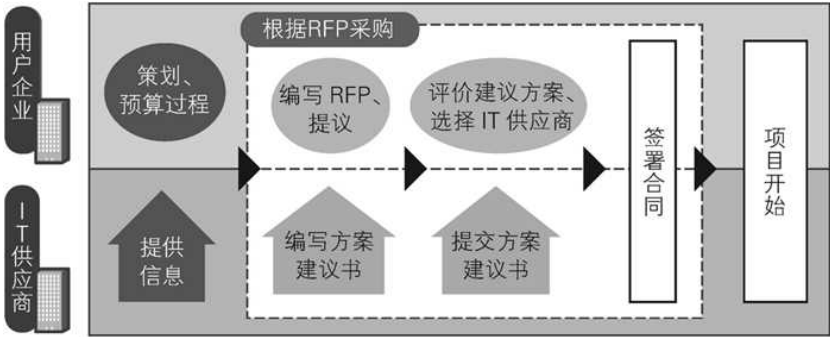 用户企业
根据RFP采购
策划、
预算过程
编写 RFP、
提议
评价建议方案、
选择 IT 供应商
签署合同
项目开始
IT供应商
提供
信息
编写方案
建议书
提交方案
建议书